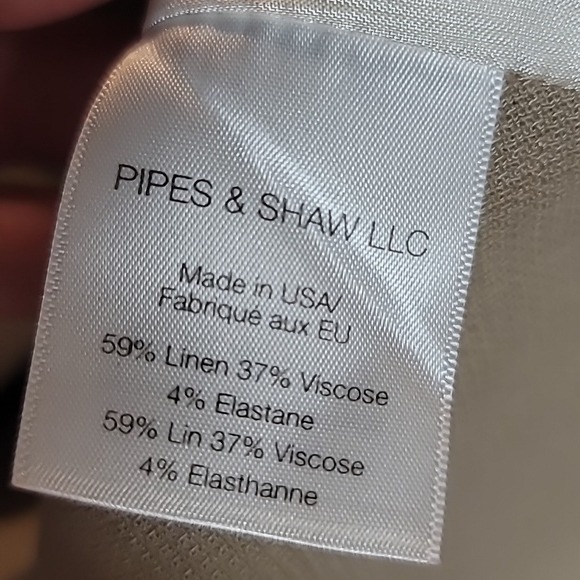 PIPES & SHAW LLC
Made in USA/
Fabriqué aux EU
59% Linen 37% Viscose
4% Elastane
59% Lin 37% Viscose
4% Elasthanne